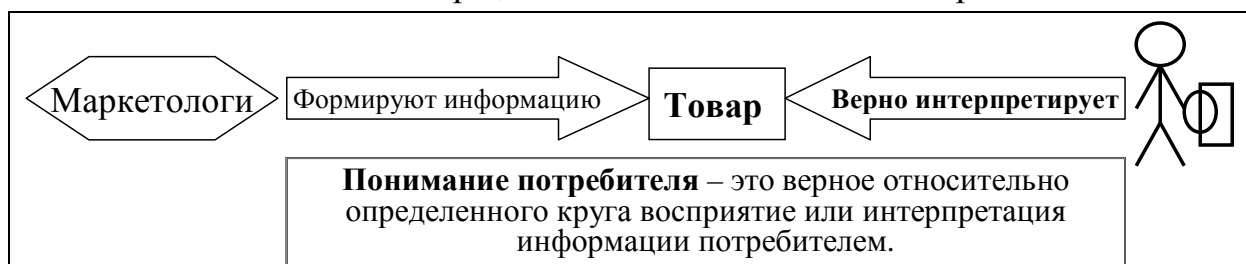 Маркетологи
Формируют информацию
Товар
Верно интерпретирует
Понимание потребителя – это верное относительно
определенного круга восприятие или интерпретация
информации потребителем.